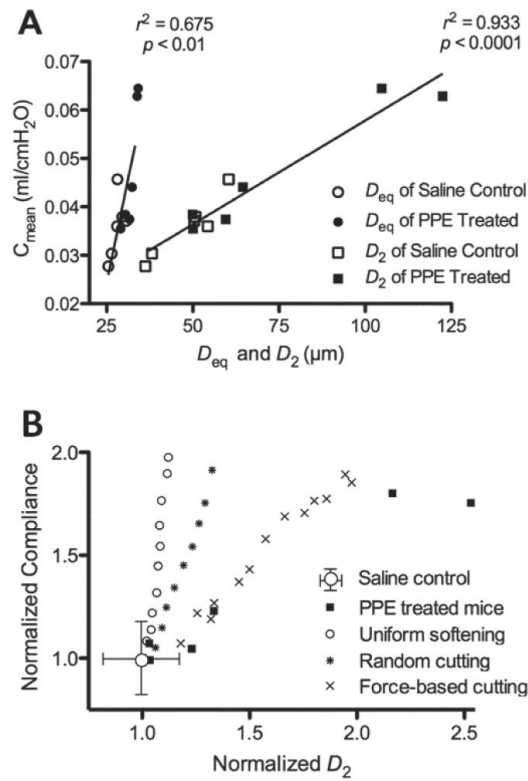 A
r² = 0.675
p < 0.01
r² = 0.933
p < 0.0001
0.07
0.06
0.05
0.04
0.03
0.02
Cmean (ml/cmH2O)
Deq of Saline Control
Deq of PPE Treated
D2 of Saline Control
D2 of PPE Treated
25 50 75 100 125
Deq and D2 (µm)
B
2.0
1.5
1.0
Normalized Compliance
Saline control
PPE treated mice
Uniform softening
Random cutting
Force-based cutting
1.0 1.5 2.0 2.5
Normalized D2